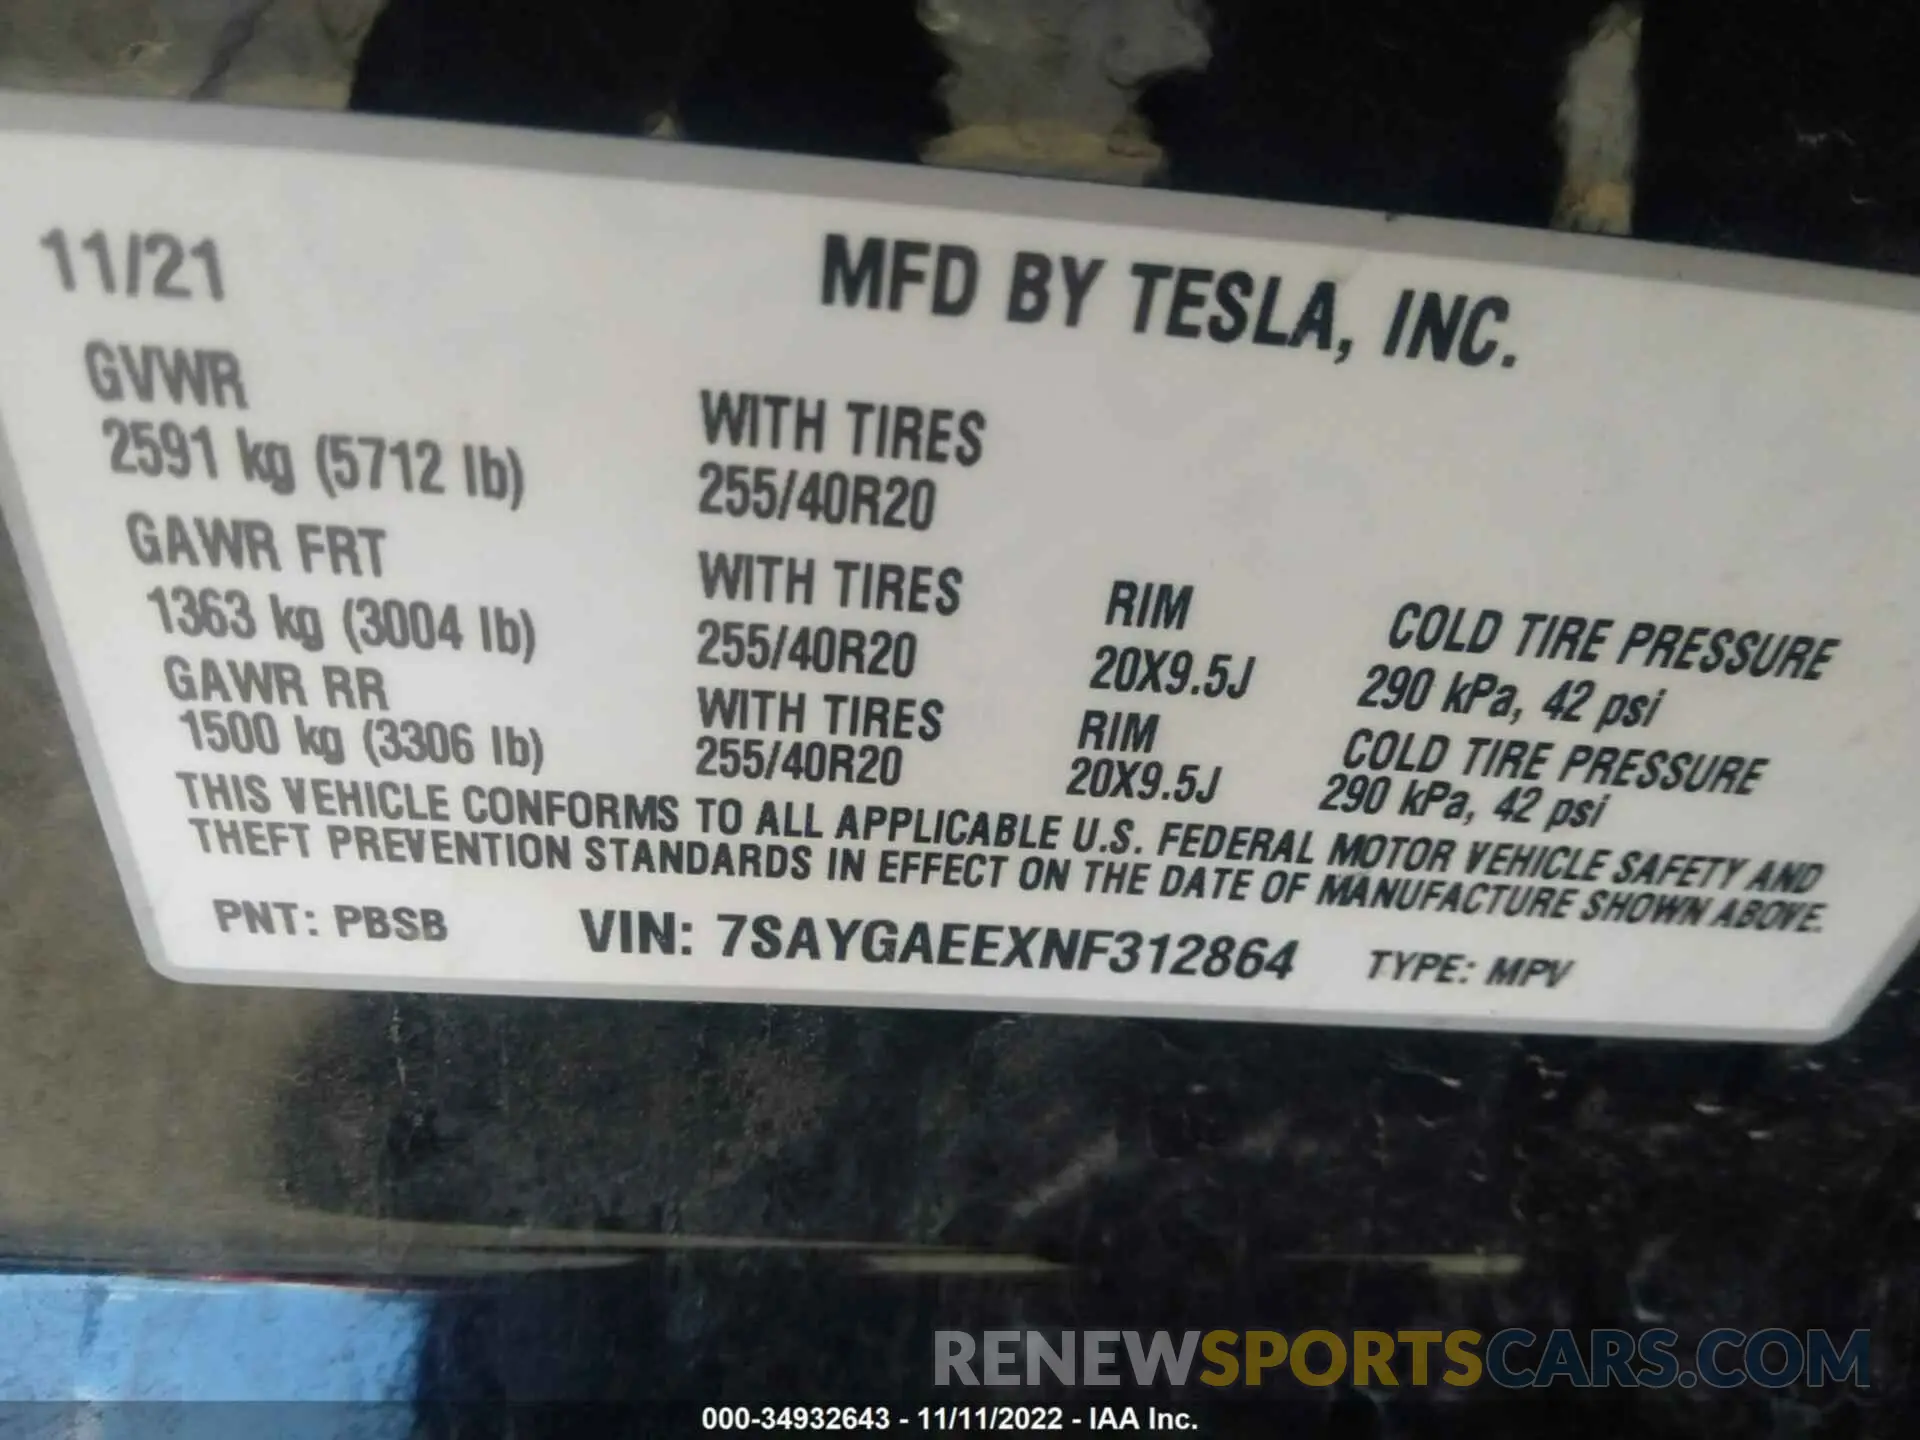 11/21
MFD BY TESLA, INC.
GVWR
2591 kg (5712 lb)
WITH TIRES
255/40R20
GAWR FRT
1363 kg (3004 lb)
WITH TIRES
255/40R20
RIM
20X9.5J
COLD TIRE PRESSURE
290 kPa, 42 psi
GAWR RR
1500 kg (3306 lb)
WITH TIRES
255/40R20
RIM
20X9.5J
COLD TIRE PRESSURE
290 kPa, 42 psi
THIS VEHICLE CONFORMS TO ALL APPLICABLE U.S. FEDERAL MOTOR VEHICLE SAFETY AND
THEFT PREVENTION STANDARDS IN EFFECT ON THE DATE OF MANUFACTURE SHOWN ABOVE.
PNT: PBSB
VIN: 7SAYGAEEXNF312864
TYPE: MPV
RENEWSPORTSCARS.COM
000-34932643 - 11/11/2022 - IAA Inc.